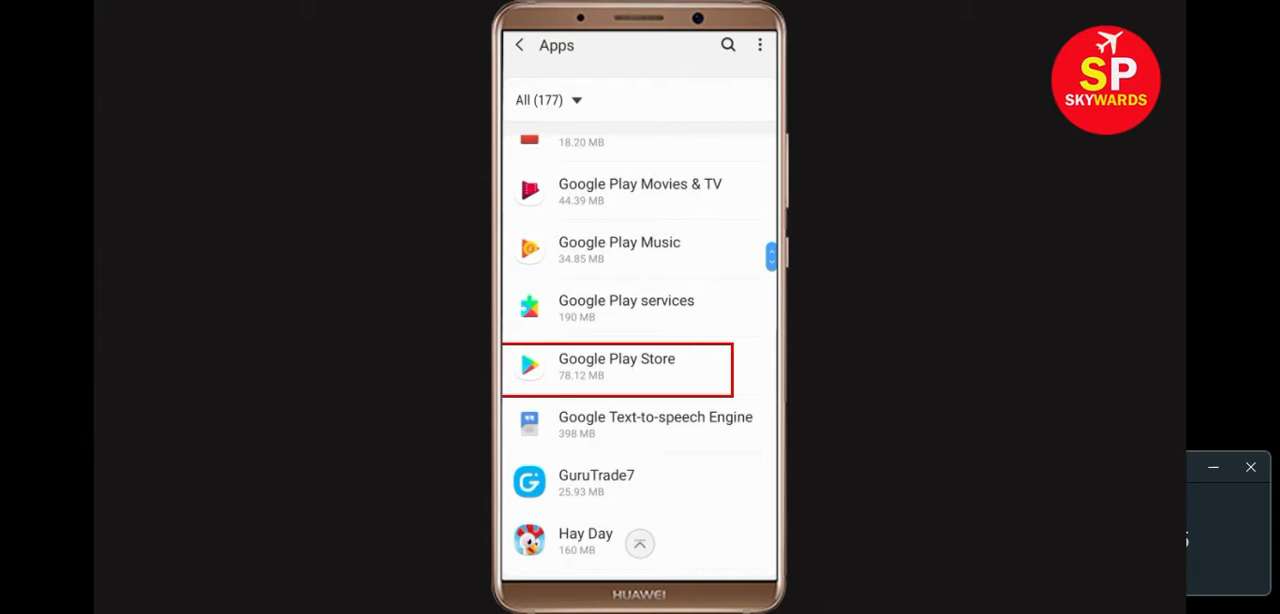 Apps
All (177)
18.20 MB
Google Play Movies & TV
44.39 MB
Google Play Music
34.85 MB
Google Play services
190 MB
Google Play Store
78.12 MB
Google Text-to-speech Engine
398 MB
GuruTrade7
25.93 MB
Hay Day
160 MB
HUAWEI
SP
SKYWARDS